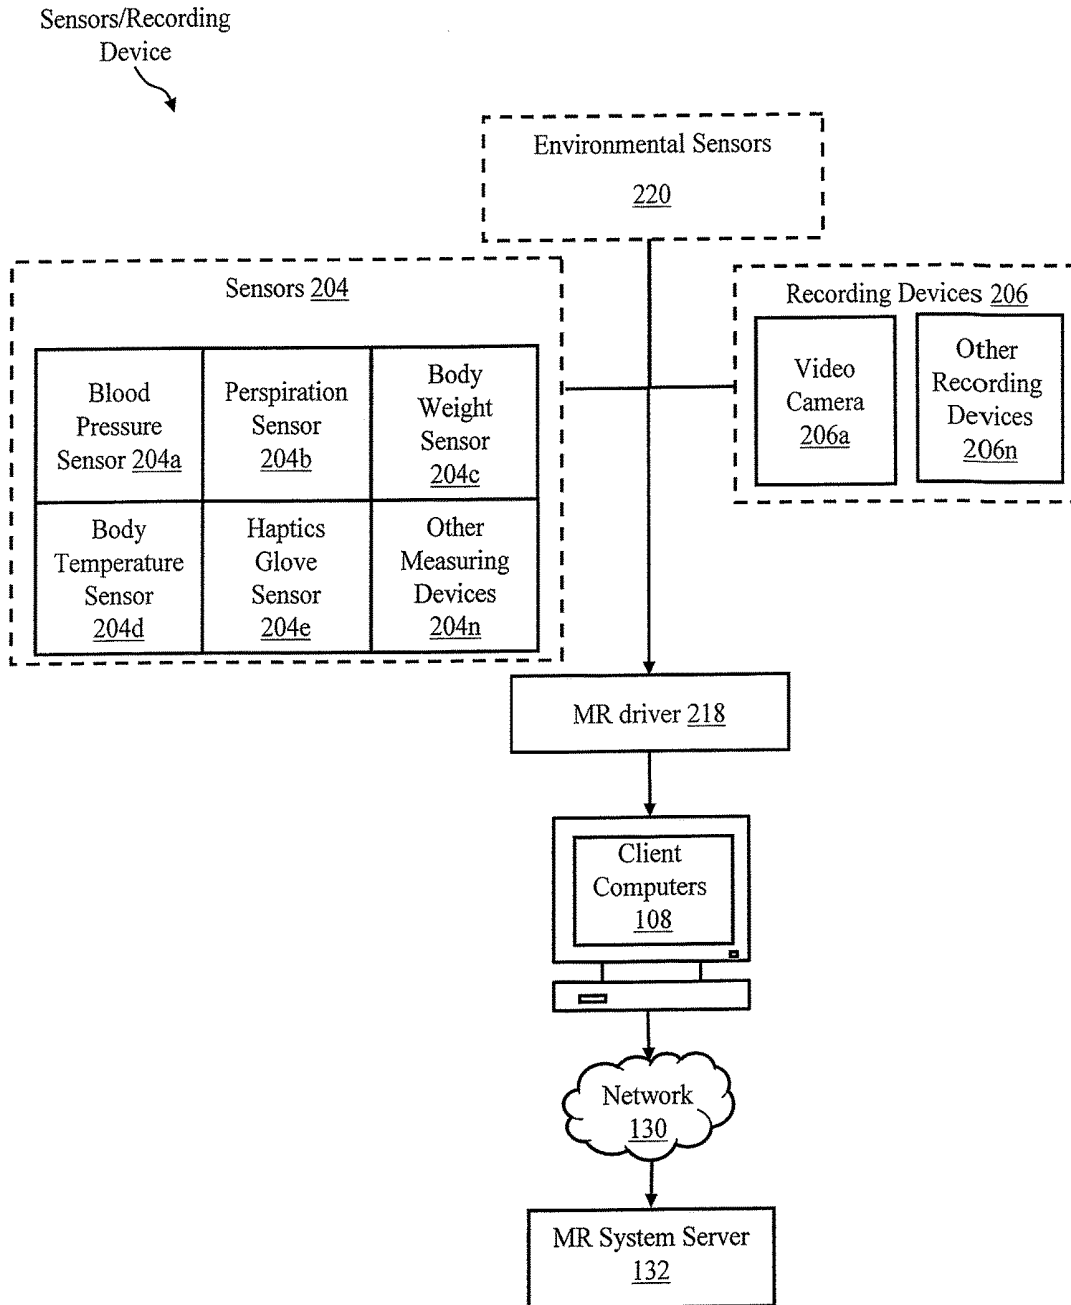 Sensors/Recording
Device
Environmental Sensors
220
Sensors 204
Blood
Pressure
Sensor 204a
Perspiration
Sensor
204b
Body
Weight
Sensor
204c
Body
Temperature
Sensor
204d
Haptics
Glove
Sensor
204e
Other
Measuring
Devices
204n
Recording Devices 206
Video
Camera
206a
Other
Recording
Devices
206n
MR driver 218
Client
Computers
108
Network
130
MR System Server
132